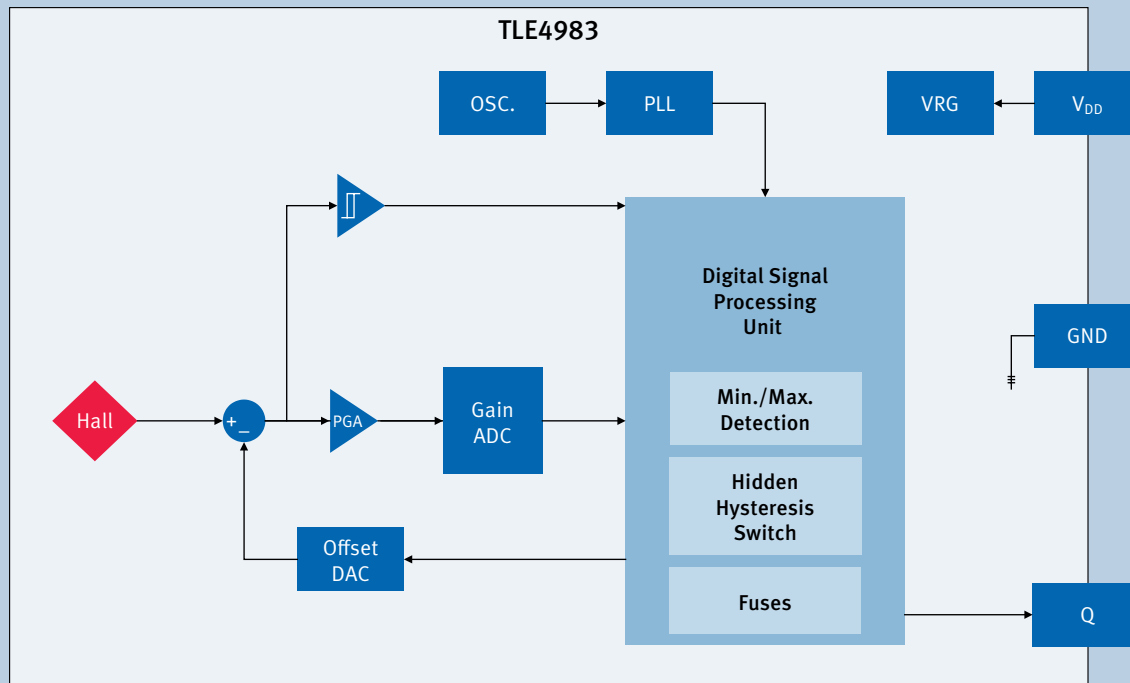 TLE4983
OSC.
PLL
VRG
VDD
Digital Signal
Processing
Unit
GND
Hall
+
–
PGA
Gain
ADC
Min./Max.
Detection
Hidden
Hysteresis
Switch
Offset
DAC
Fuses
Q